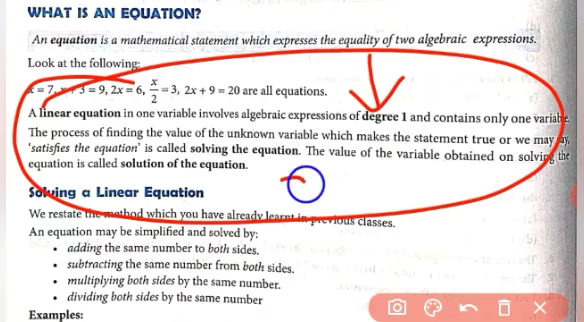 WHAT IS AN EQUATION?
An equation is a mathematical statement which expresses the equality of two algebraic expressions.
Look at the following:
x = 7, x + 3 = 9, 2x = 6, x/2 = 3, 2x + 9 = 20 are all equations.
A linear equation in one variable involves algebraic expressions of degree 1 and contains only one variable.
The process of finding the value of the unknown variable which makes the statement true or we may say,
'satisfies the equation' is called solving the equation. The value of the variable obtained on solving the
equation is called solution of the equation.
Solving a Linear Equation
We restate the method which you have already learnt in previous classes.
An equation may be simplified and solved by:
• adding the same number to both sides.
• subtracting the same number from both sides.
• multiplying both sides by the same number.
• dividing both sides by the same number
Examples: